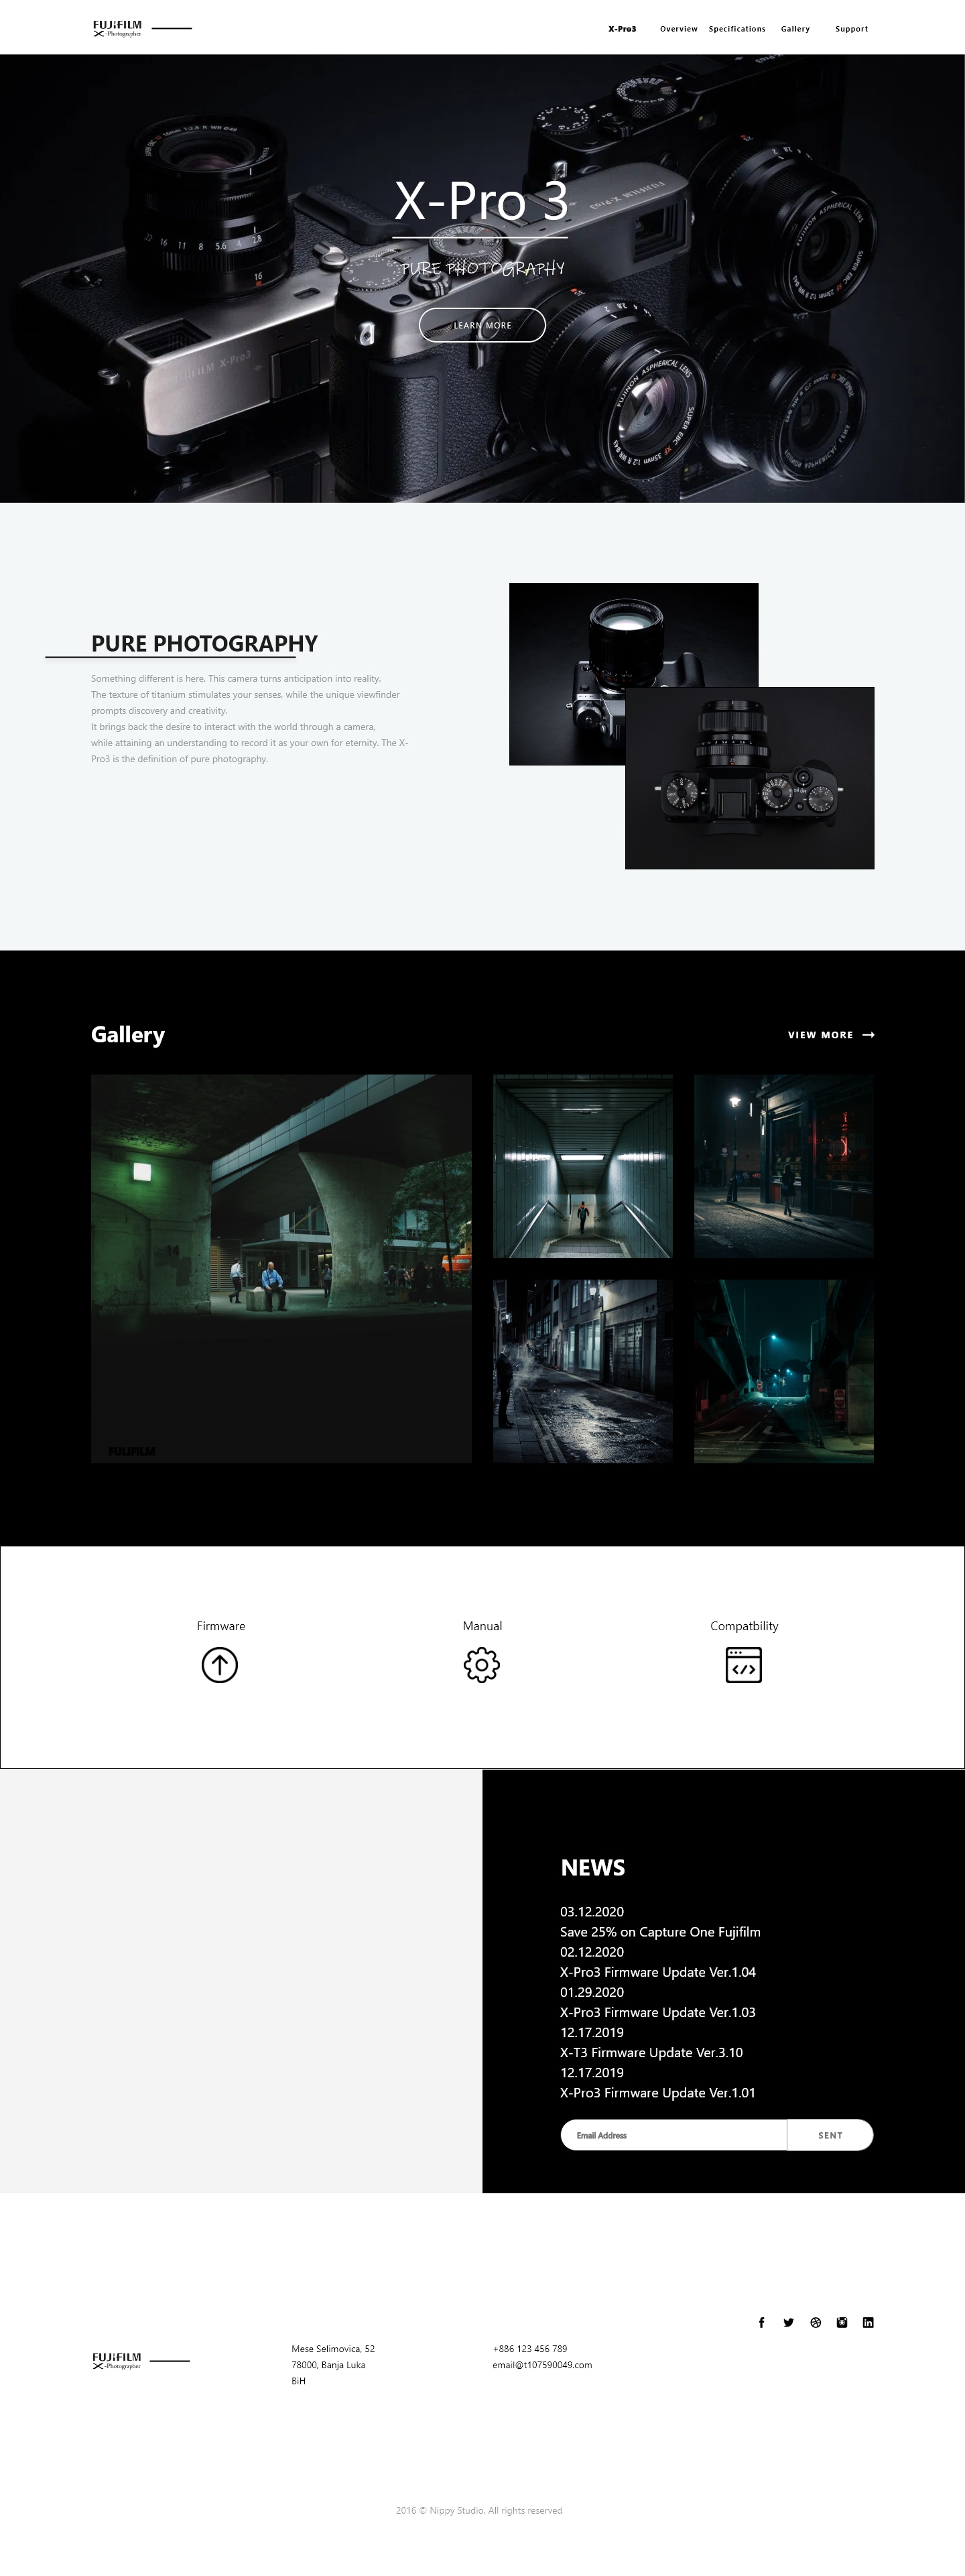 FUJIFILM
X-Photographer
X-Pro3 Overview Specifications Gallery Support
X-Pro 3
PURE PHOTOGRAPHY
LEARN MORE
PURE PHOTOGRAPHY
Something different is here. This camera turns anticipation into reality.
The texture of titanium stimulates your senses, while the unique viewfinder
prompts discovery and creativity.
It brings back the desire to interact with the world through a camera,
while attaining an understanding to record it as your own for eternity. The X-
Pro3 is the definition of pure photography.
Gallery
VIEW MORE
FUJIFILM
Firmware
Manual
Compatbility
NEWS
03.12.2020
Save 25% on Capture One Fujifilm
02.12.2020
X-Pro3 Firmware Update Ver.1.04
01.29.2020
X-Pro3 Firmware Update Ver.1.03
12.17.2019
X-T3 Firmware Update Ver.3.10
12.17.2019
X-Pro3 Firmware Update Ver.1.01
Email Address
SENT
FUJIFILM
X-Photographer
Mese Selimovica, 52
78000, Banja Luka
BiH
+886 123 456 789
email@t107590049.com
2016 © Nippy Studio. All rights reserved